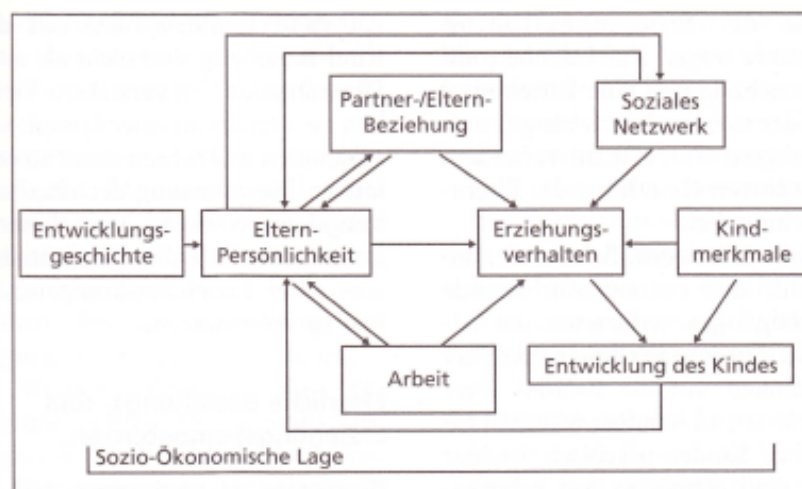 Partner-/Eltern-
Beziehung
Soziales
Netzwerk
Entwicklungs-
geschichte
Eltern-
Persönlichkeit
Erziehungs-
verhalten
Kind-
merkmale
Arbeit
Entwicklung des Kindes
Sozio-Ökonomische Lage